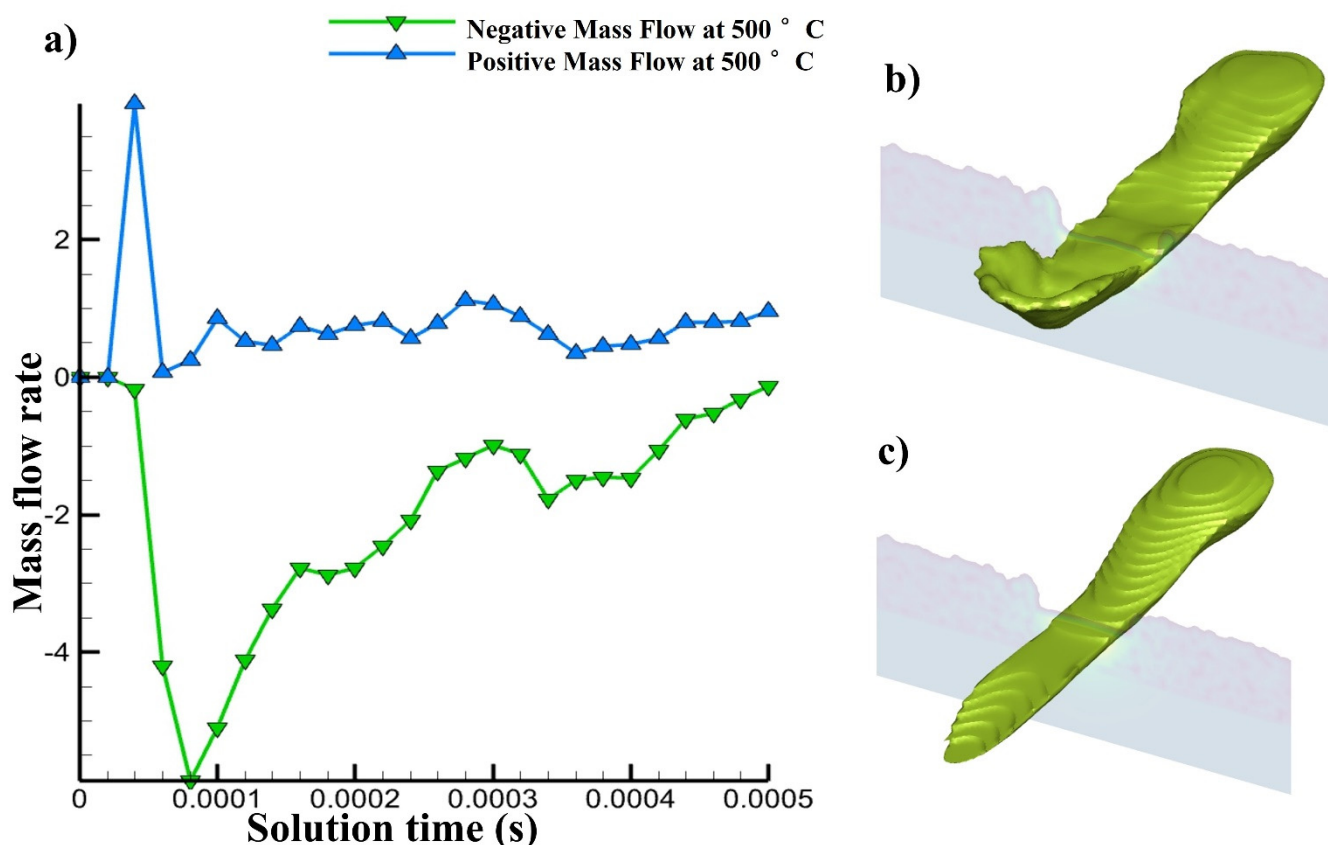 a)
Negative Mass Flow at 500 ° C
Positive Mass Flow at 500 ° C
b)
2
0
-2
-4
Mass flow rate
c)
0 0.0001 0.0002 0.0003 0.0004 0.0005
Solution time (s)